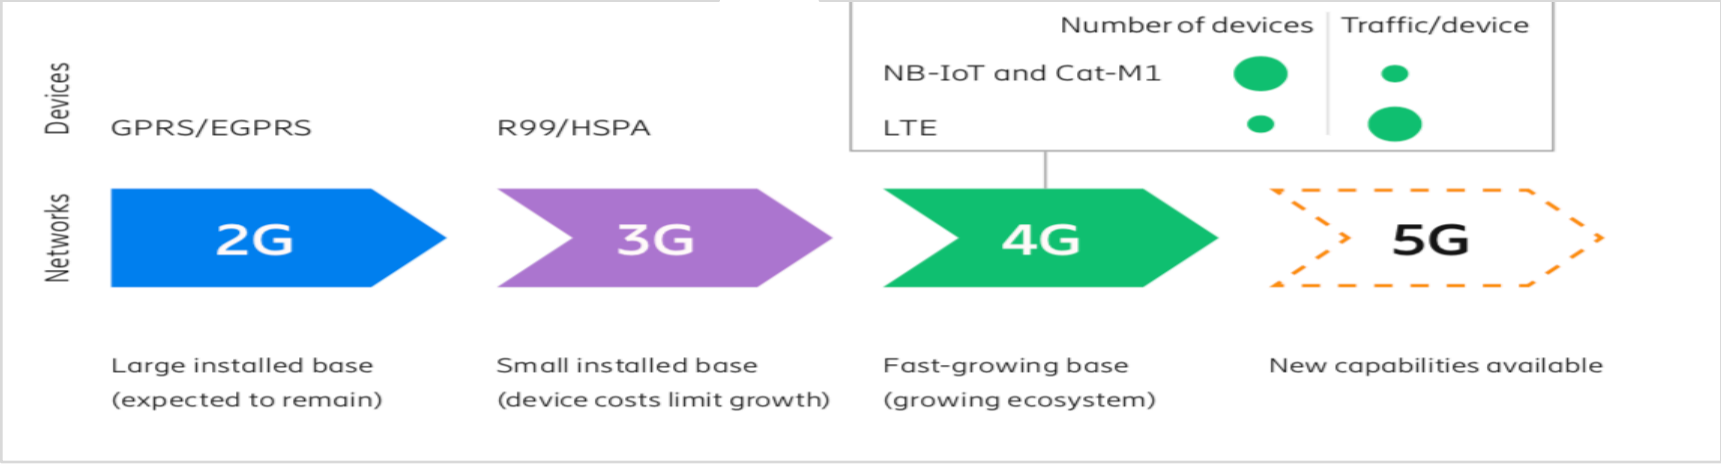 Number of devices Traffic/device
NB-IoT and Cat-M1
LTE
Devices
GPRS/EGPRS
R99/HSPA
Networks
2G
3G
4G
5G
Large installed base
(expected to remain)
Small installed base
(device costs limit growth)
Fast-growing base
(growing ecosystem)
New capabilities available